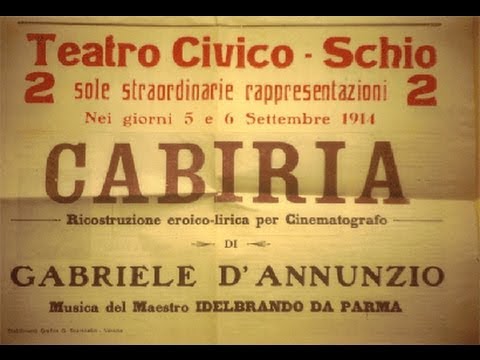 Teatro Civico - Schio
2 sole straordinarie rappresentazioni 2
Nei giorni 5 e 6 Settembre 1914
CABIRIA
Ricostruzione eroico-lirica per Cinematografo
DI
GABRIELE D'ANNUNZIO
Musica del Maestro IDELBRANDO DA PARMA